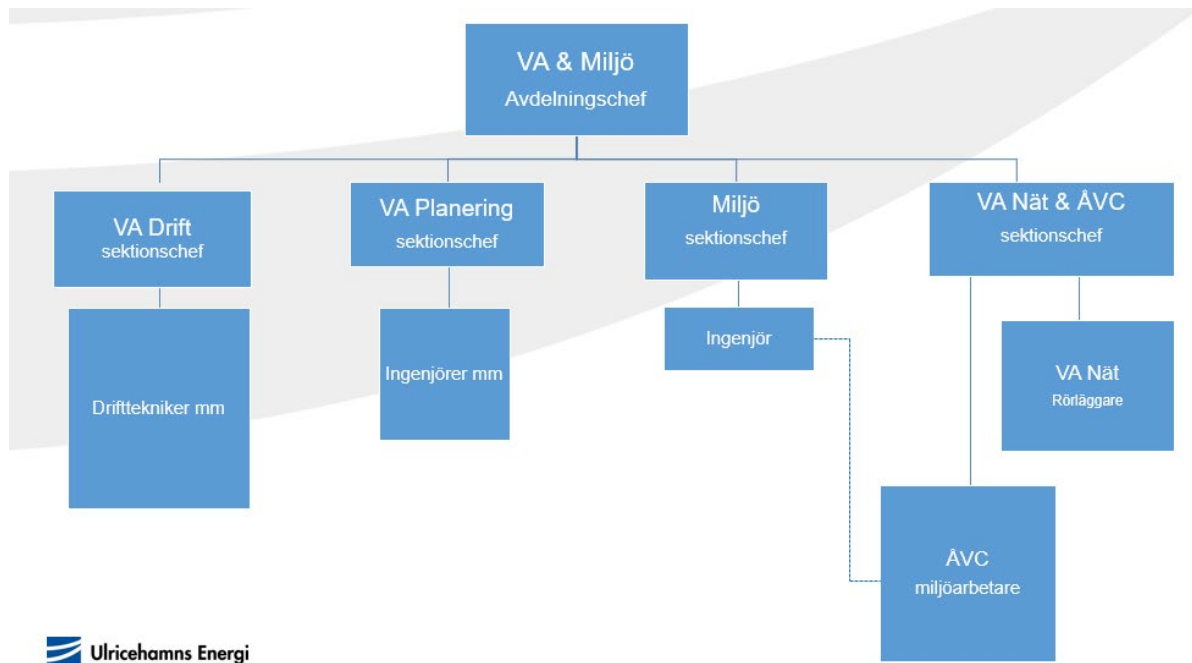 VA & Miljö
Avdelningschef
VA Drift
sektionschef
VA Planering
sektionschef
Miljö
sektionschef
VA Nät & ÅVC
sektionschef
Drifttekniker mm
Ingenjörer mm
Ingenjör
VA Nät
Rörläggare
ÅVC
miljöarbetare
Ulricehamns Energi